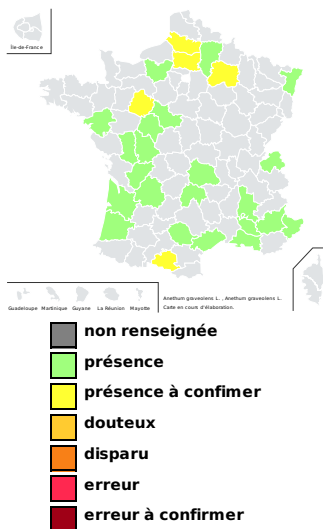 Île-de-France
Guadeloupe Martinique Guyane La Réunion Mayotte
Anethum graveolens L. , Anethum graveolens L.
Carte en cours d'élaboration.
non renseignée
présence
présence à confimer
douteux
disparu
erreur
erreur à confirmer